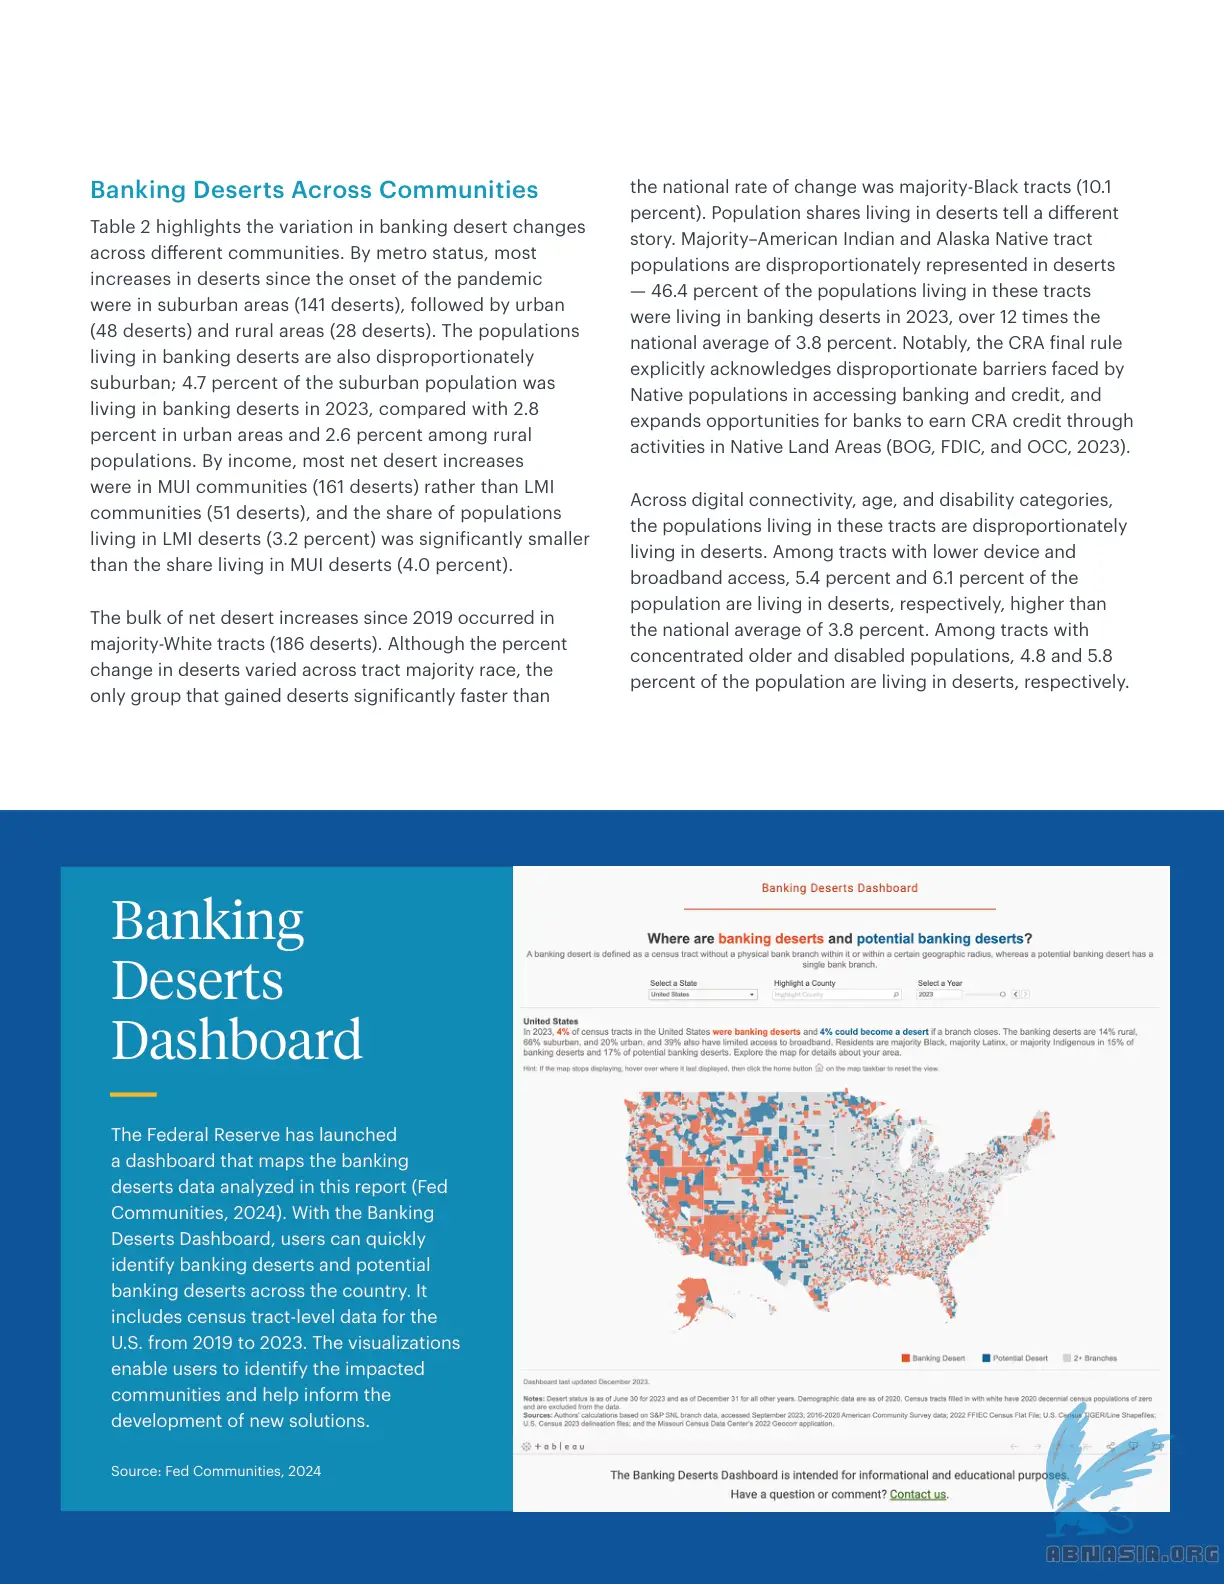 Banking Deserts Across Communities
Table 2 highlights the variation in banking desert changes
across different communities. By metro status, most
increases in deserts since the onset of the pandemic
were in suburban areas (141 deserts), followed by urban
(48 deserts) and rural areas (28 deserts). The populations
living in banking deserts are also disproportionately
suburban; 4.7 percent of the suburban population was
living in banking deserts in 2023, compared with 2.8
percent in urban areas and 2.6 percent among rural
populations. By income, most net desert increases
were in MUI communities (161 deserts) rather than LMI
communities (51 deserts), and the share of populations
living in LMI deserts (3.2 percent) was significantly smaller
than the share living in MUI deserts (4.0 percent).
The bulk of net desert increases since 2019 occurred in
majority-White tracts (186 deserts). Although the percent
change in deserts varied across tract majority race, the
only group that gained deserts significantly faster than
the national rate of change was majority-Black tracts (10.1
percent). Population shares living in deserts tell a different
story. Majority–American Indian and Alaska Native tract
populations are disproportionately represented in deserts
— 46.4 percent of the populations living in these tracts
were living in banking deserts in 2023, over 12 times the
national average of 3.8 percent. Notably, the CRA final rule
explicitly acknowledges disproportionate barriers faced by
Native populations in accessing banking and credit, and
expands opportunities for banks to earn CRA credit through
activities in Native Land Areas (BOG, FDIC, and OCC, 2023).
Across digital connectivity, age, and disability categories,
the populations living in these tracts are disproportionately
living in deserts. Among tracts with lower device and
broadband access, 5.4 percent and 6.1 percent of the
population are living in deserts, respectively, higher than
the national average of 3.8 percent. Among tracts with
concentrated older and disabled populations, 4.8 and 5.8
percent of the population are living in deserts, respectively.
Banking
Deserts
Dashboard
The Federal Reserve has launched
a dashboard that maps the banking
deserts data analyzed in this report (Fed
Communities, 2024). With the Banking
Deserts Dashboard, users can quickly
identify banking deserts and potential
banking deserts across the country. It
includes census tract-level data for the
U.S. from 2019 to 2023. The visualizations
enable users to identify the impacted
communities and help inform the
development of new solutions.
Source: Fed Communities, 2024
Banking Deserts Dashboard
Where are banking deserts and potential banking deserts?
A banking desert is defined as a census tract without a physical bank branch within it or within a certain geographic radius, whereas a potential banking desert has a
single bank branch.
Select a State
Highlight a County
Select a Year
United States
Highlight County
2023
United States
In 2023, 4% of census tracts in the United States were banking deserts and 4% could become a desert if a branch closes. The banking deserts are 14% rural,
66% suburban, and 20% urban, and 39% also have limited access to broadband. Residents are majority Black, majority Latinx, or majority Indigenous in 15% of
banking deserts and 17% of potential banking deserts. Explore the map for details about your area.
Hint: If the map stops displaying, hover over where it last displayed, then click the home button on the map taskbar to reset the view.
Banking Desert
Potential Desert
2+ Branches
Dashboard last updated December 2023.
Notes: Desert status is as of June 30 for 2023 and as of December 31 for all other years. Demographic data are as of 2020. Census tracts filled in with white have 2020 decennial census populations of zero
and are excluded from the data.
Sources: Authors' calculations based on S&P SNL branch data, accessed September 2023; 2016-2020 American Community Survey data; 2022 FFIEC Census Flat File; U.S. Census TIGER/Line Shapefiles;
U.S. Census 2023 delineation files; and the Missouri Census Data Center's 2022 Geocorr application.
+ a b l e a u
The Banking Deserts Dashboard is intended for informational and educational purposes.
Have a question or comment? Contact us.
ABNASIA.ORG